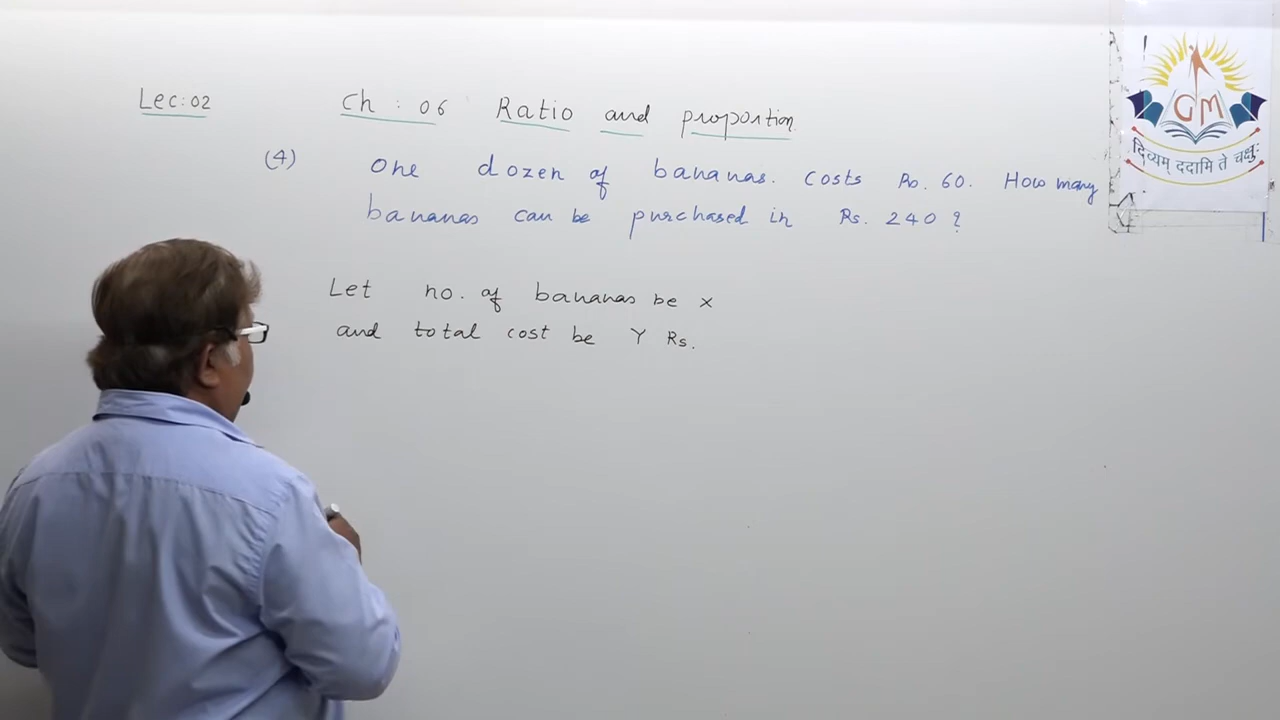 Lec: 02
Ch : 06 Ratio and proportion
(4) One dozen of bananas. costs Rs. 60. How many
bananas can be purchased in Rs. 240 ?
Let no. of bananas be x
and total cost be Y Rs.
GM
दिव्यम् ददामि ते चक्षुः